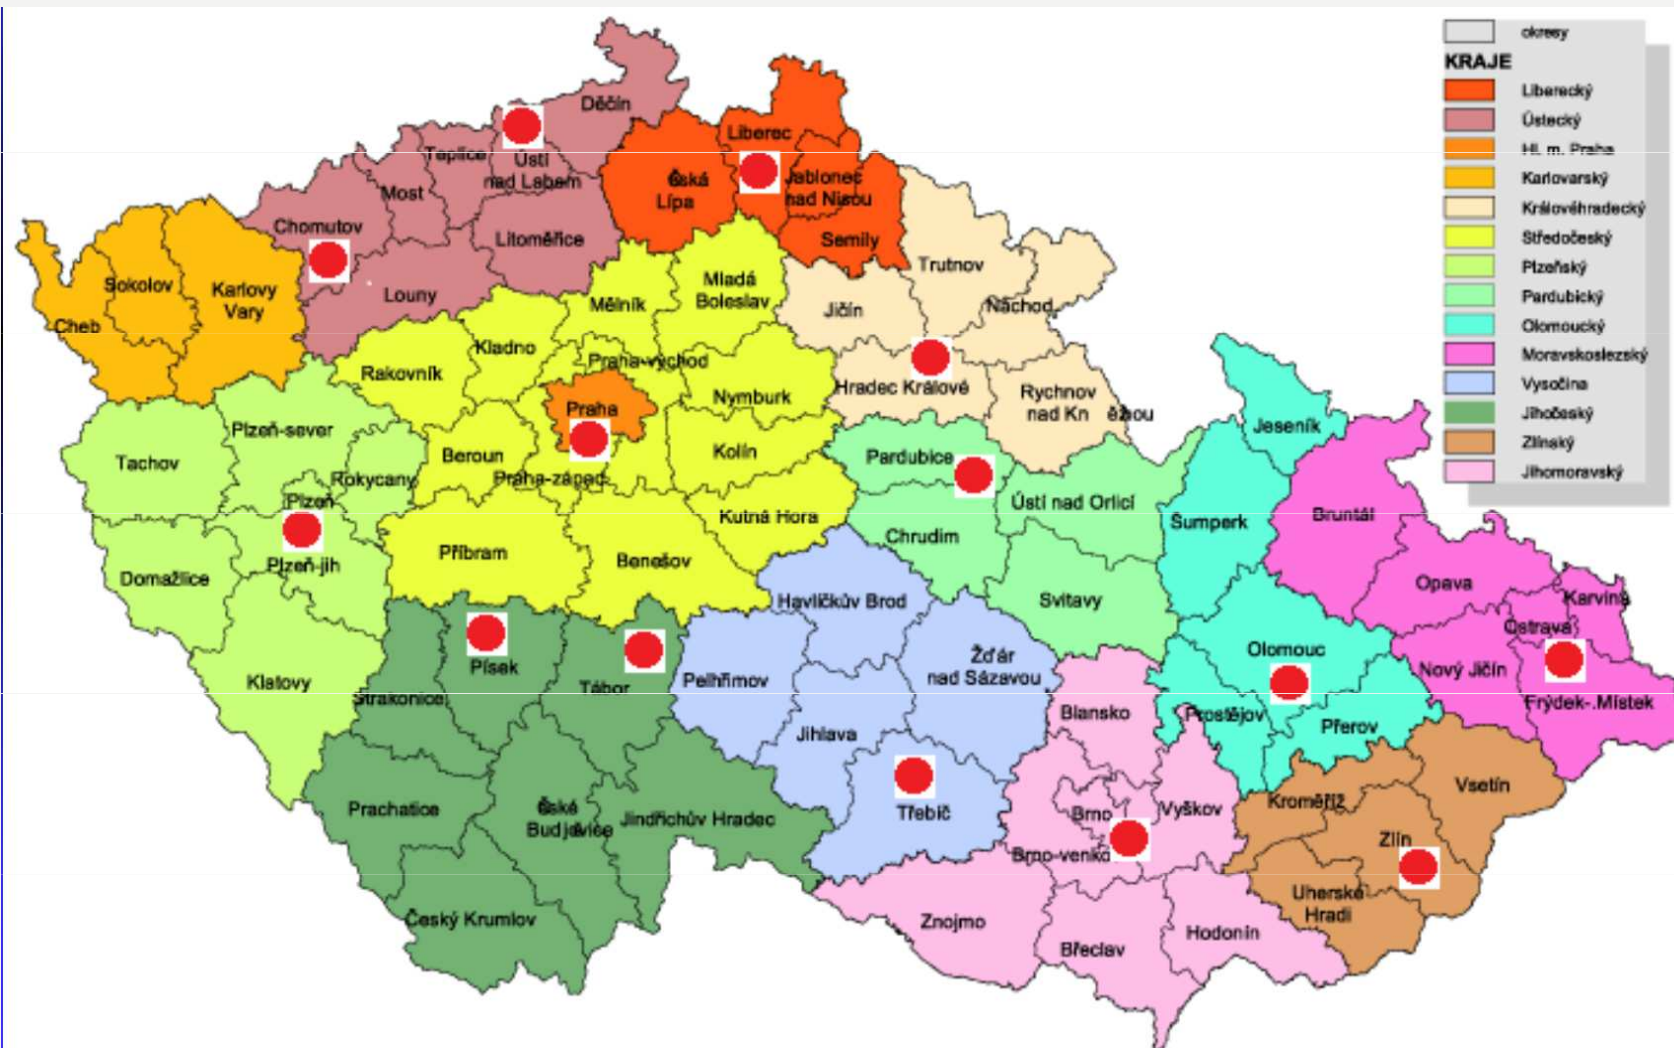 okresy
KRAJE
Liberecký
Ústecký
Hl. m. Praha
Karlovarský
Královéhradecký
Středočeský
Plzeňský
Pardubický
Olomoucký
Moravskoslezský
Vysočina
Jihočeský
Zlínský
Jihomoravský
Děčín
Liberec
Teplice
Ústí
nad Labem
Most
Česká
Lípa
Jablonec
nad Nisou
Chomutov
Litoměřice
Semily
Trutnov
Sokolov
Karlovy
Vary
Louny
Mělník
Mladá
Boleslav
Jičín
Náchod
Cheb
Kladno
Praha-východ
Rakovník
Hradec Králové
Rychnov
nad Kn ěžnou
Nymburk
Praha
Plzeň-sever
Jeseník
Tachov
Beroun
Kolín
Pardubice
Rokycany
Praha-západ
Plzeň
Ústí nad Orlicí
Kutná Hora
Šumperk
Bruntál
Chrudim
Příbram
Benešov
Plzeň-jih
Domažlice
Opava
Karviná
Havlíčkův Brod
Svitavy
Ostrava
Olomouc
Žďár
nad Sázavou
Písek
Nový Jičín
Klatovy
Tábor
Pelhřimov
Strakonice
Frýdek-.Místek
Blansko
Prostějov
Přerov
Jihlava
Vsetín
Prachatice
České
Budějovice
Jindřichův Hradec
Třebíč
Brno
Vyškov
Kroměříž
Zlín
Brno-venko
Uherské
Hradi
Český Krumlov
Znojmo
Břeclav
Hodonín